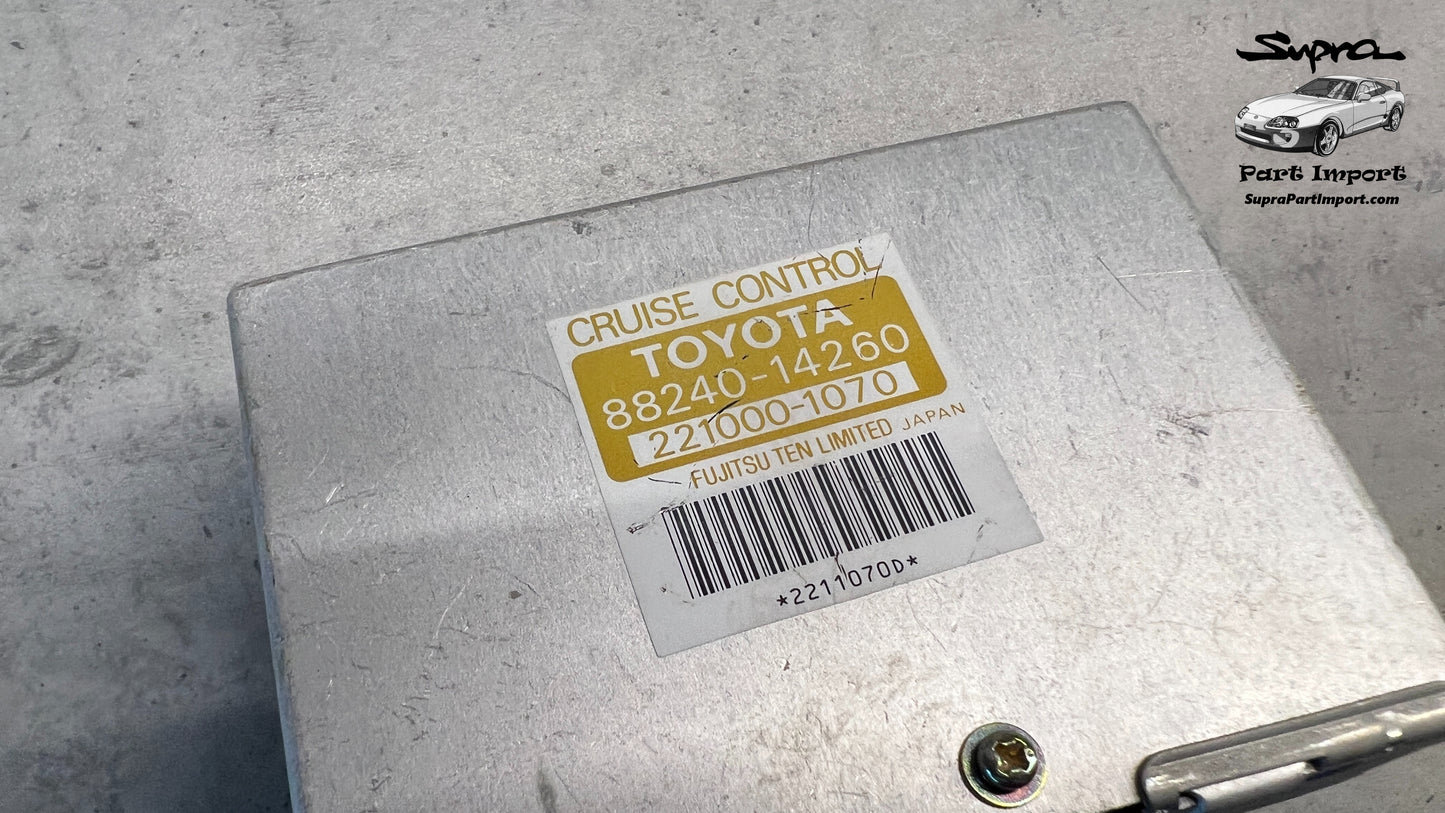 Supra
Part Import
SupraPartImport.com
CRUISE CONTROL
TOYOTA
88240-14260
221000-1070
FUJITSU TEN LIMITED JAPAN
*2211070D*